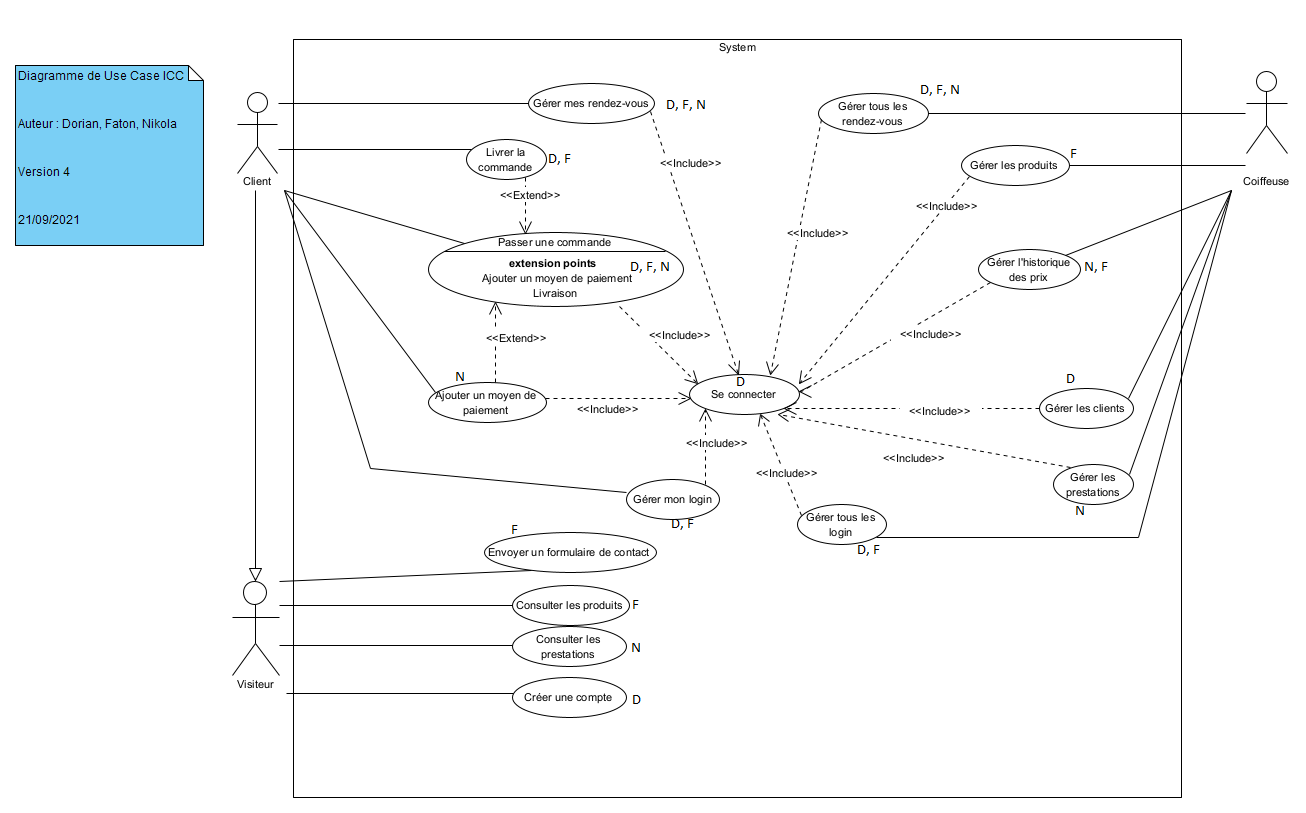 System
Diagramme de Use Case ICC
Auteur : Dorian, Faton, Nikola
Version 4
21/09/2021
Client
Coiffeuse
Visiteur
Gérer mes rendez-vous
D, F, N
Livrer la
commande
D, F
<<Extend>>
Passer une commande
extension points
Ajouter un moyen de paiement
Livraison
D, F, N
<<Extend>>
N
Ajouter un moyen de
paiement
<<Include>>
<<Include>>
<<Include>>
D
Se connecter
<<Include>>
Gérer mon login
D, F
F
Envoyer un formulaire de contact
Consulter les produits
F
Consulter les
prestations
N
Créer une compte
D
D, F, N
Gérer tous les
rendez-vous
<<Include>>
F
Gérer les produits
<<Include>>
Gérer l'historique
des prix
N, F
<<Include>>
D
Gérer les clients
<<Include>>
Gérer les
prestations
N
<<Include>>
<<Include>>
Gérer tous les
login
D, F